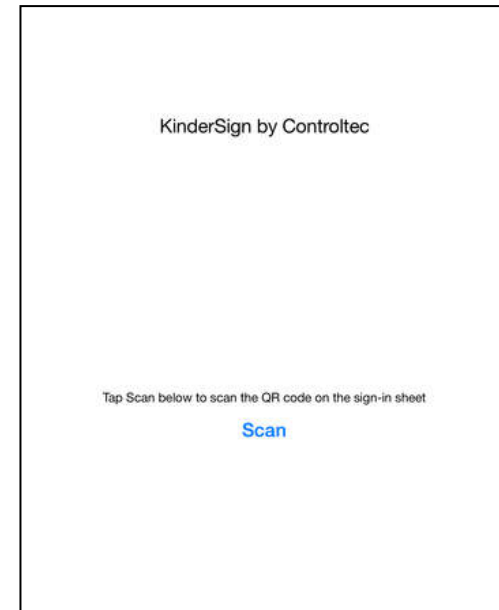 KinderSign by Controltec
Tap Scan below to scan the QR code on the sign-in sheet
Scan